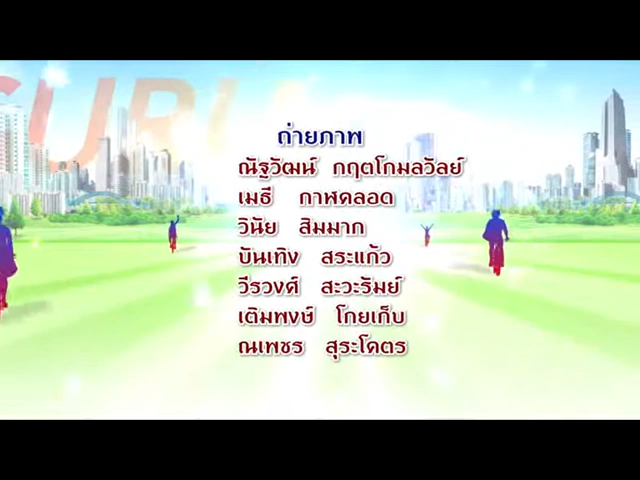 ถ่ายภาพ
ณัฐวัฒน์ กฤตโกมลวัลย์
เมธี กาฬคลอด
วินัย สิมมาก
บันเทิง สระแก้ว
วีรวงศ์ สะวะรัมย์
เติมพงษ์ โกยเก็บ
ณเพชร สุระโคตร